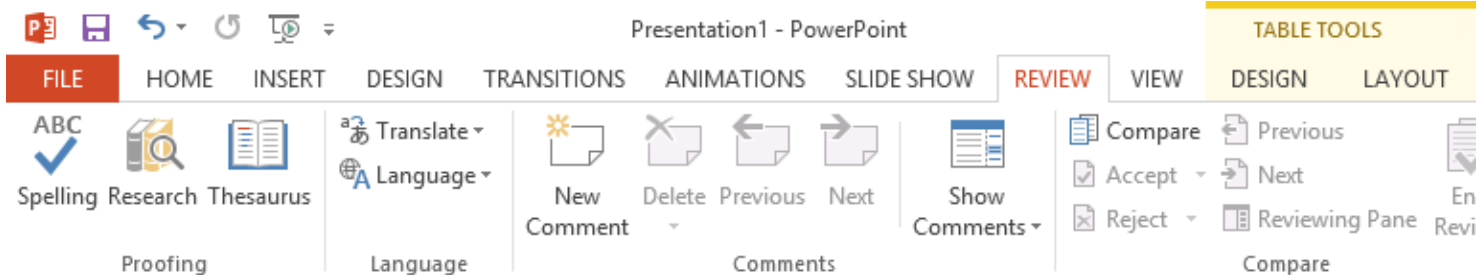 Presentation1 - PowerPoint
TABLE TOOLS
FILE HOME INSERT DESIGN TRANSITIONS ANIMATIONS SLIDE SHOW REVIEW VIEW DESIGN LAYOUT
ABC
Spelling
Research
Thesaurus
Proofing
Translate
Language
Language
New
Comment
Delete
Previous
Next
Show
Comments
Comments
Compare
Accept
Reject
Previous
Next
Reviewing Pane
Compare